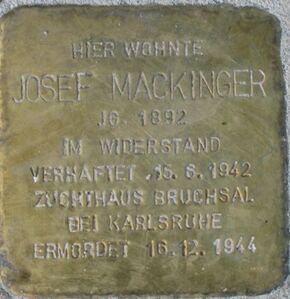 HIER WOHNTE
JOSEF MACKINGER
JG. 1892
IM WIDERSTAND
VERHAFTET 15.6.1942
ZUCHTHAUS BRUCHSAL
BEI KARLSRUHE
ERMORDET 16.12.1944